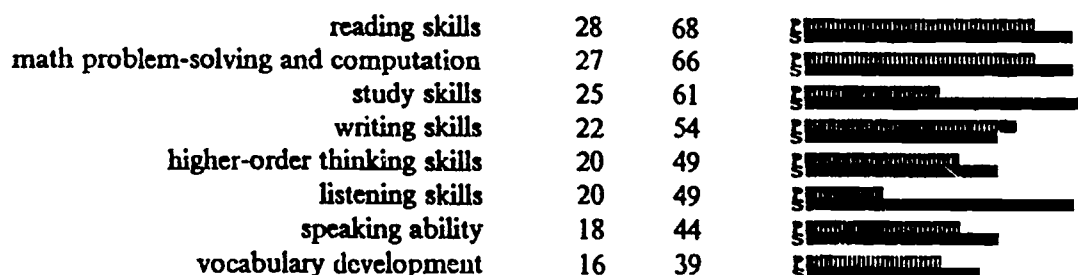 reading skills 28 68 P S
math problem-solving and computation 27 66 P S
study skills 25 61 P S
writing skills 22 54 P S
higher-order thinking skills 20 49 P S
listening skills 20 49 P S
speaking ability 18 44 P S
vocabulary development 16 39 P S